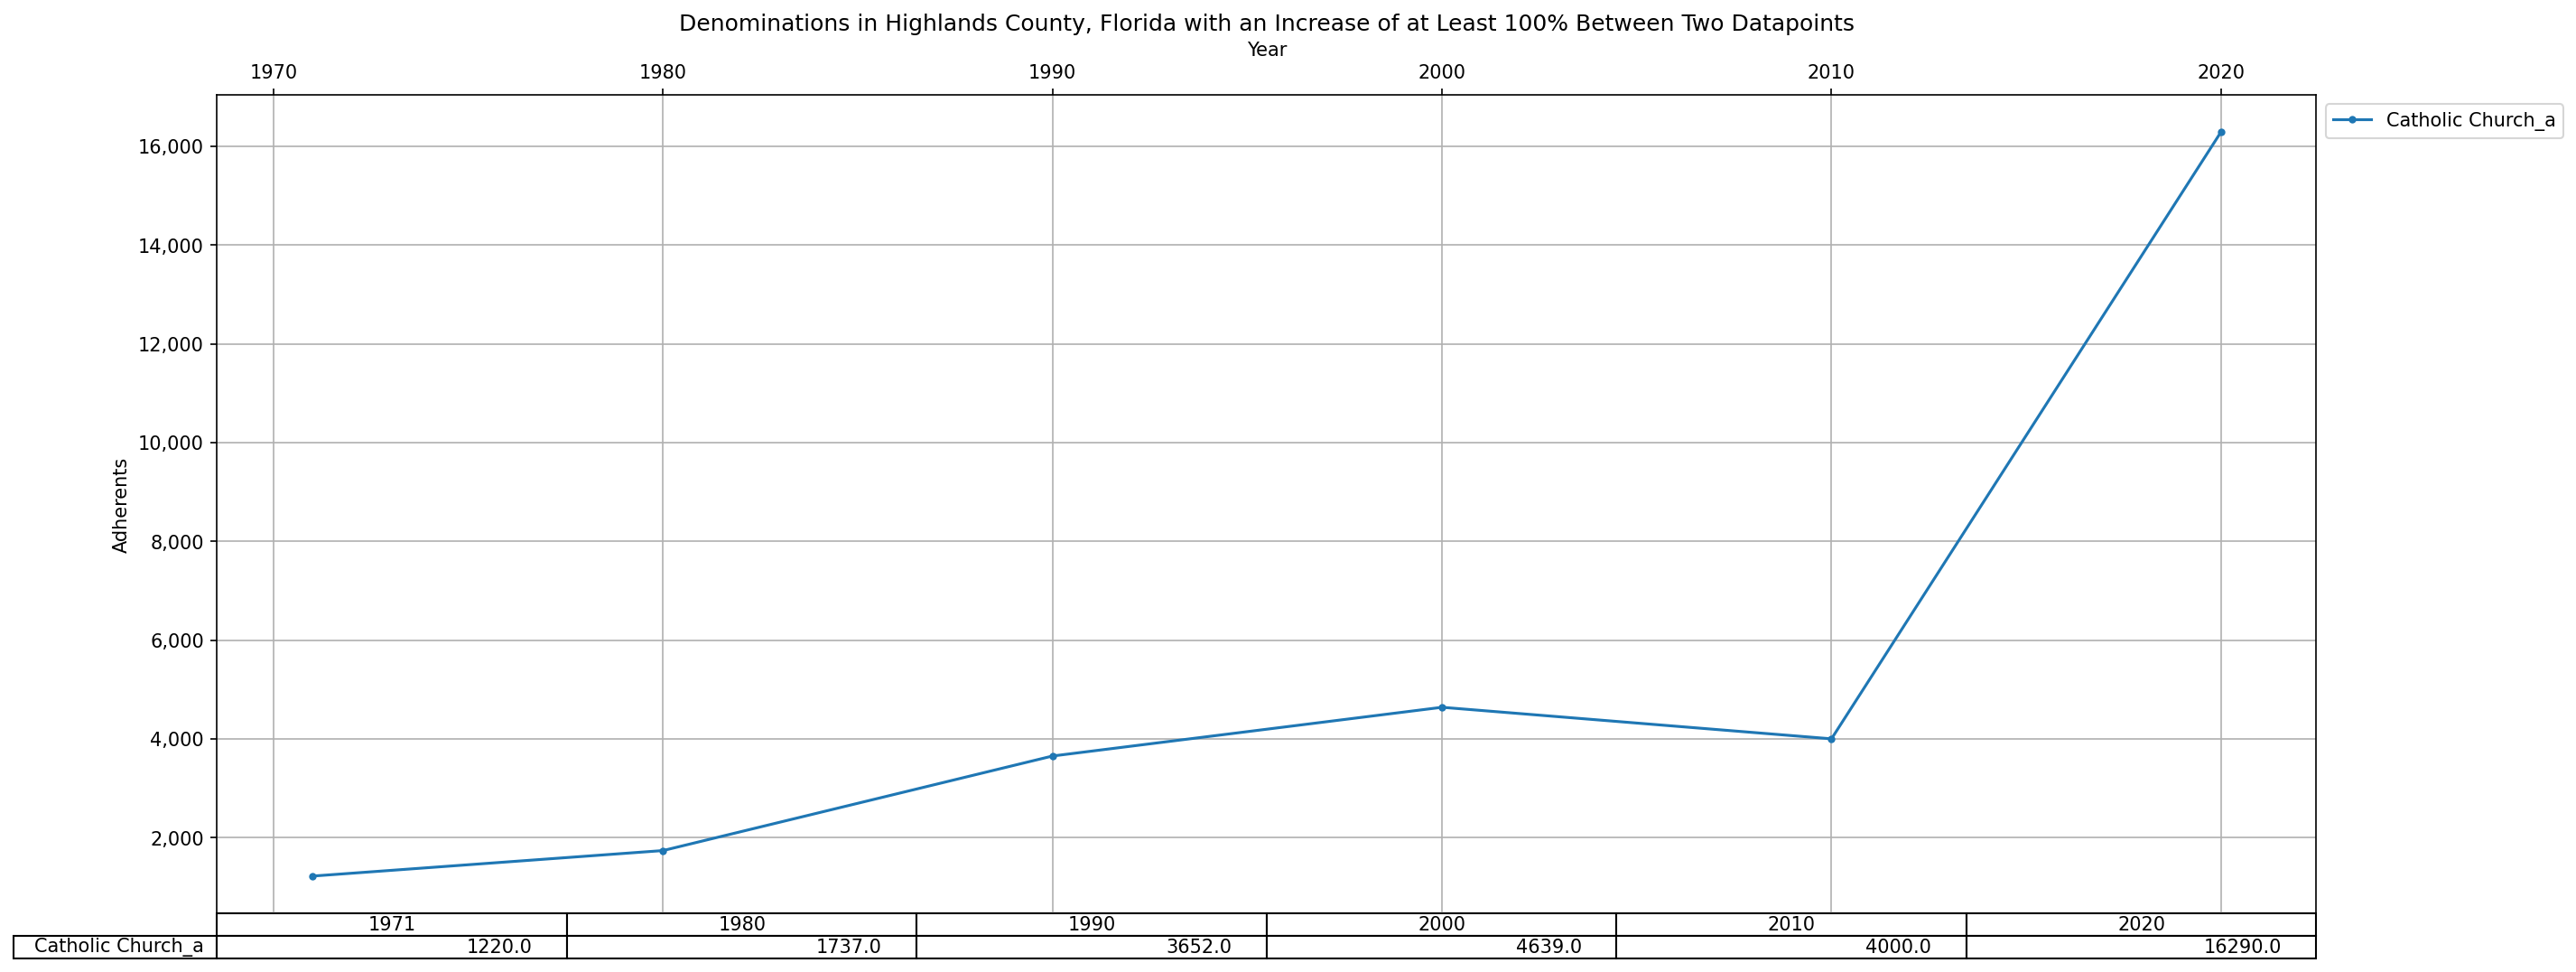 Denominations in Highlands County, Florida with an Increase of at Least 100% Between Two Datapoints
Year
1970 1980 1990 2000 2010 2020
Catholic Church_a
16,000
14,000
12,000
10,000
8,000
6,000
4,000
2,000
Adherents
1971 1980 1990 2000 2010 2020
Catholic Church_a 1220.0 1737.0 3652.0 4639.0 4000.0 16290.0